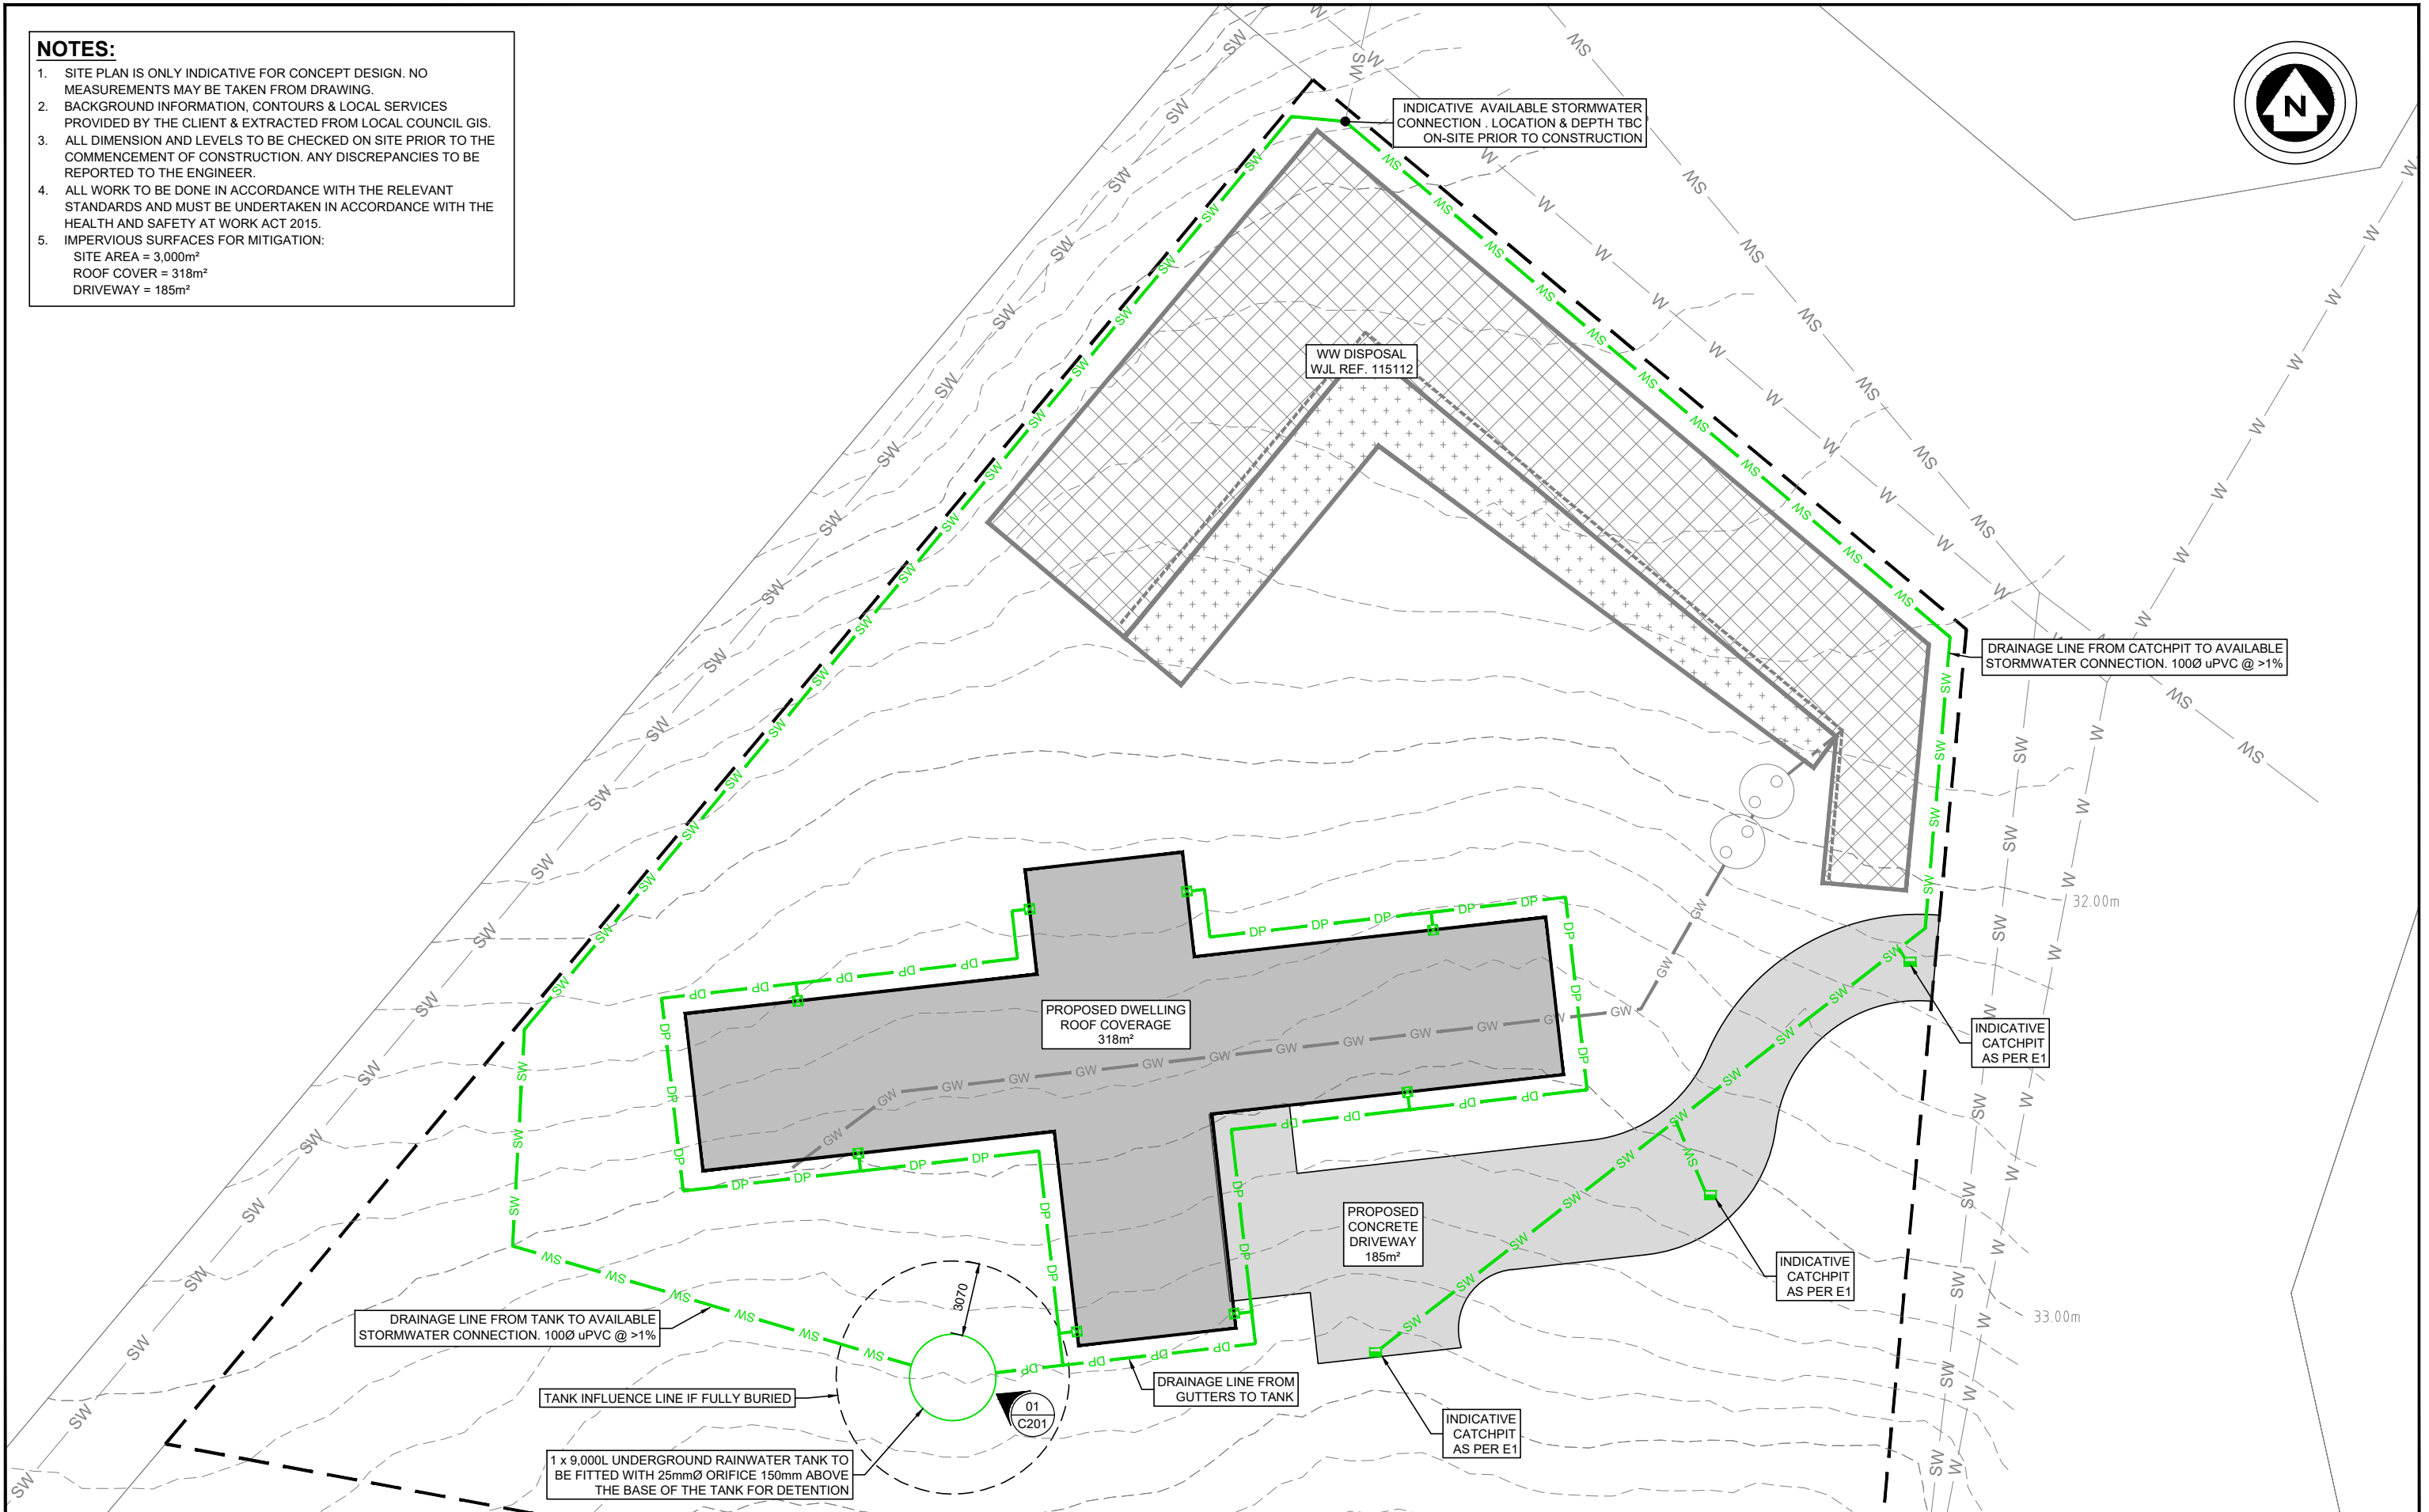 NOTES:
1. SITE PLAN IS ONLY INDICATIVE FOR CONCEPT DESIGN. NO
MEASUREMENTS MAY BE TAKEN FROM DRAWING.
2. BACKGROUND INFORMATION, CONTOURS & LOCAL SERVICES
PROVIDED BY THE CLIENT & EXTRACTED FROM LOCAL COUNCIL GIS.
3. ALL DIMENSION AND LEVELS TO BE CHECKED ON SITE PRIOR TO THE
COMMENCEMENT OF CONSTRUCTION. ANY DISCREPANCIES TO BE
REPORTED TO THE ENGINEER.
4. ALL WORK TO BE DONE IN ACCORDANCE WITH THE RELEVANT
STANDARDS AND MUST BE UNDERTAKEN IN ACCORDANCE WITH THE
HEALTH AND SAFETY AT WORK ACT 2015.
5. IMPERVIOUS SURFACES FOR MITIGATION:
SITE AREA = 3,000m²
ROOF COVER = 318m²
DRIVEWAY = 185m²
N
INDICATIVE AVAILABLE STORMWATER
CONNECTION . LOCATION & DEPTH TBC
ON-SITE PRIOR TO CONSTRUCTION
WW DISPOSAL
WJL REF. 115112
DRAINAGE LINE FROM CATCHPIT TO AVAILABLE
STORMWATER CONNECTION. 100Ø uPVC @ >1%
32.00m
PROPOSED DWELLING
ROOF COVERAGE
318m²
INDICATIVE
CATCHPIT
AS PER E1
PROPOSED
CONCRETE
DRIVEWAY
185m²
INDICATIVE
CATCHPIT
AS PER E1
33.00m
3070
DRAINAGE LINE FROM TANK TO AVAILABLE
STORMWATER CONNECTION. 100Ø uPVC @ >1%
TANK INFLUENCE LINE IF FULLY BURIED
DRAINAGE LINE FROM
GUTTERS TO TANK
01
C201
INDICATIVE
CATCHPIT
AS PER E1
1 x 9,000L UNDERGROUND RAINWATER TANK TO
BE FITTED WITH 25mmØ ORIFICE 150mm ABOVE
THE BASE OF THE TANK FOR DETENTION
SW
W
DP
GW